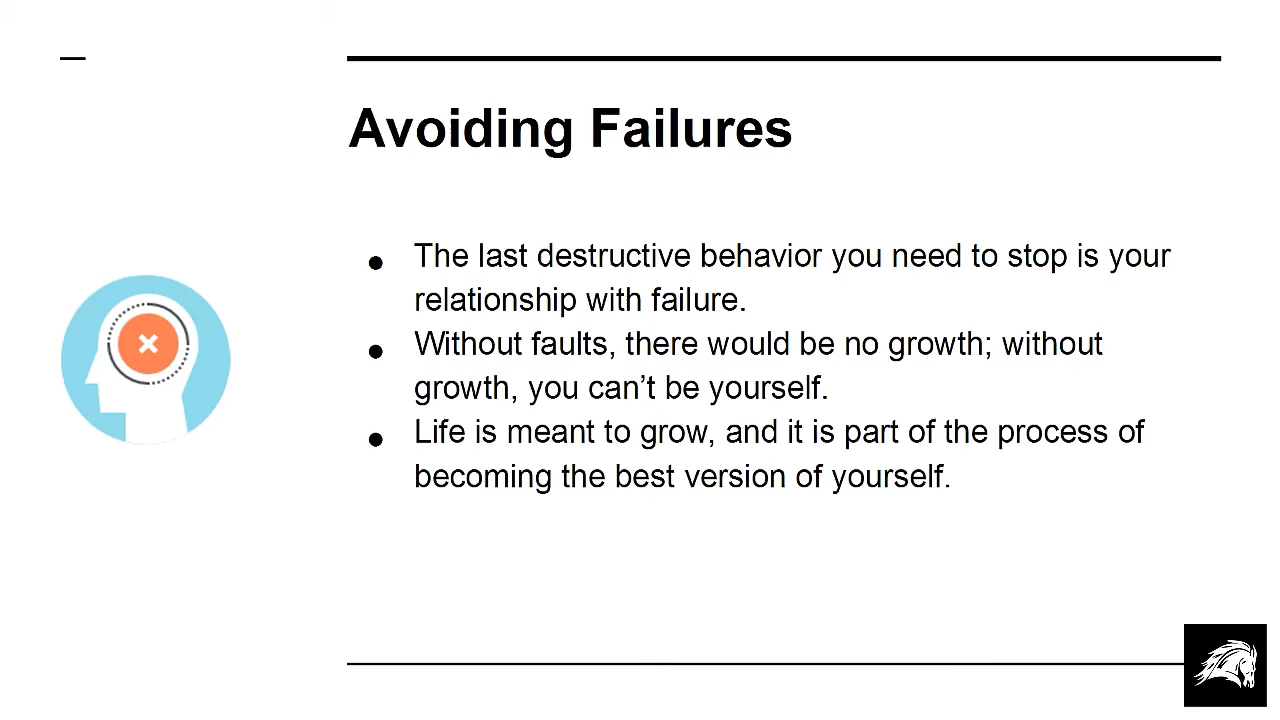 Avoiding Failures
● The last destructive behavior you need to stop is your
relationship with failure.
● Without faults, there would be no growth; without
growth, you can’t be yourself.
● Life is meant to grow, and it is part of the process of
becoming the best version of yourself.